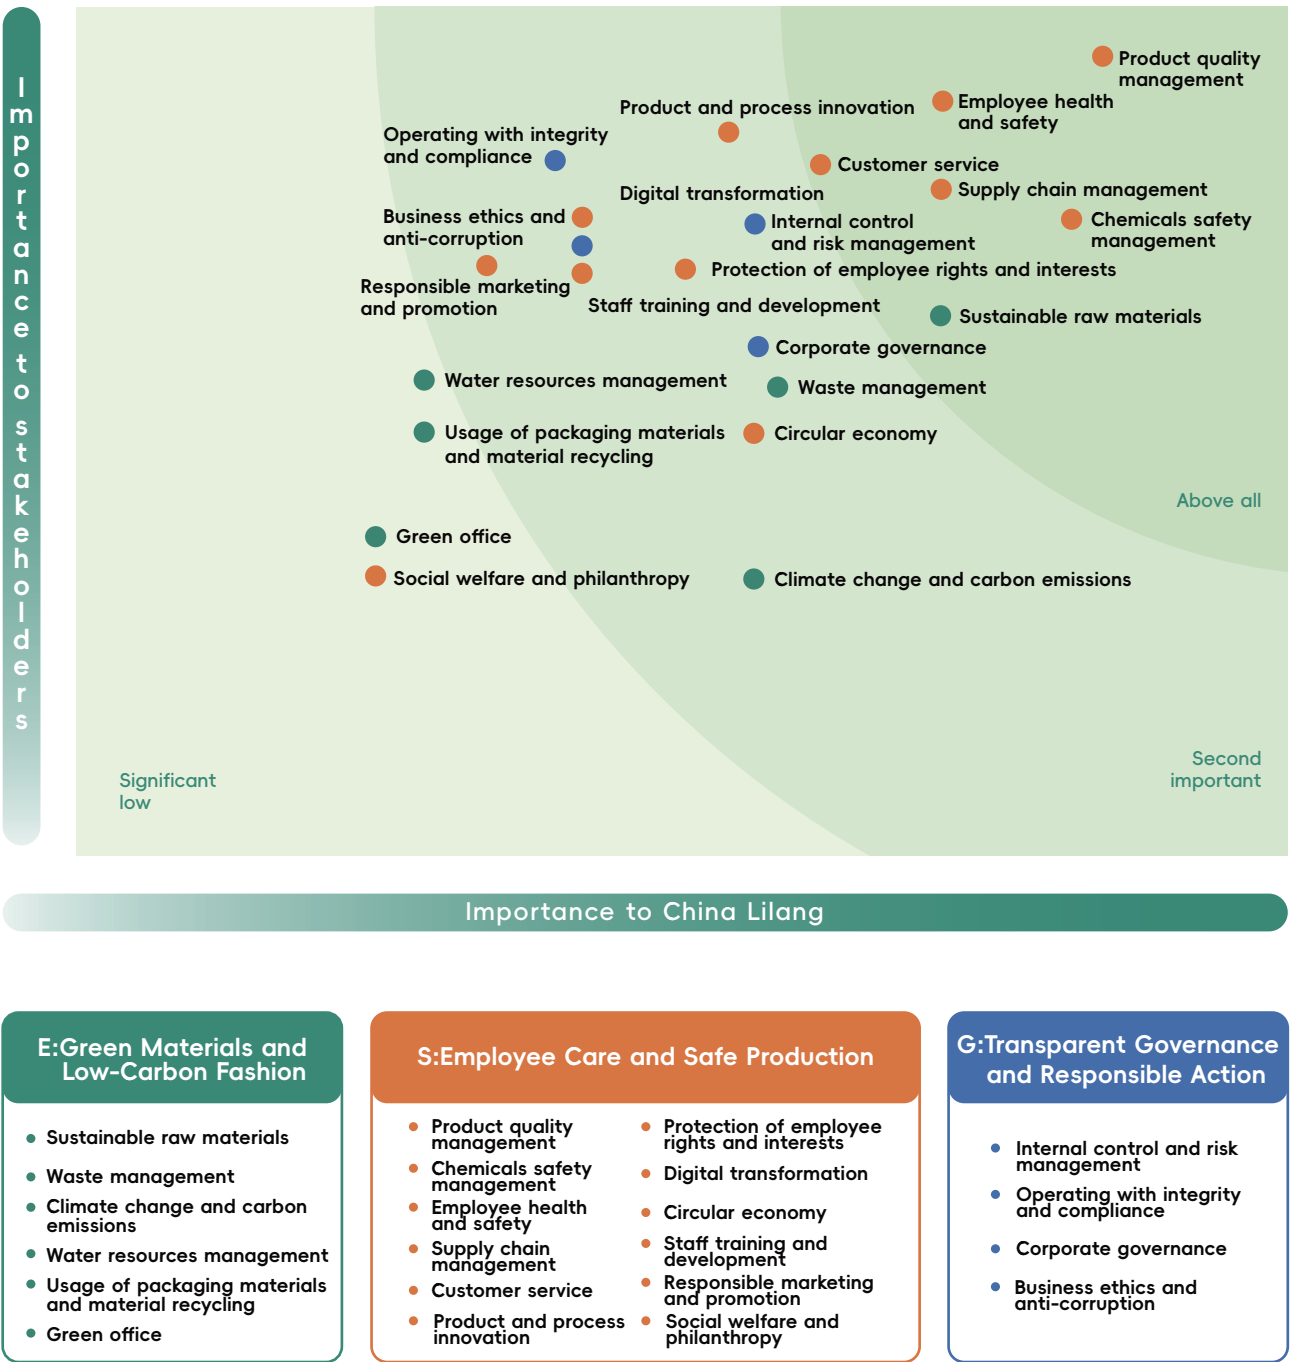 Importance to stakeholders
Product quality
management
Employee health
and safety
Product and process innovation
Operating with integrity
and compliance
Customer service
Supply chain management
Digital transformation
Business ethics and
anti-corruption
Internal control
and risk management
Chemicals safety
management
Protection of employee rights and interests
Responsible marketing
and promotion
Staff training and development
Sustainable raw materials
Corporate governance
Water resources management
Waste management
Usage of packaging materials
and material recycling
Circular economy
Above all
Green office
Social welfare and philanthropy
Climate change and carbon emissions
Second
important
Significant
low
Importance to China Lilang
E:Green Materials and
Low-Carbon Fashion
Sustainable raw materials
Waste management
Climate change and carbon
emissions
Water resources management
Usage of packaging materials
and material recycling
Green office
S:Employee Care and Safe Production
Product quality
management
Chemicals safety
management
Employee health
and safety
Supply chain
management
Customer service
Product and process
innovation
Protection of employee
rights and interests
Digital transformation
Circular economy
Staff training and
development
Responsible marketing
and promotion
Social welfare and
philanthropy
G:Transparent Governance
and Responsible Action
Internal control and risk
management
Operating with integrity
and compliance
Corporate governance
Business ethics and
anti-corruption